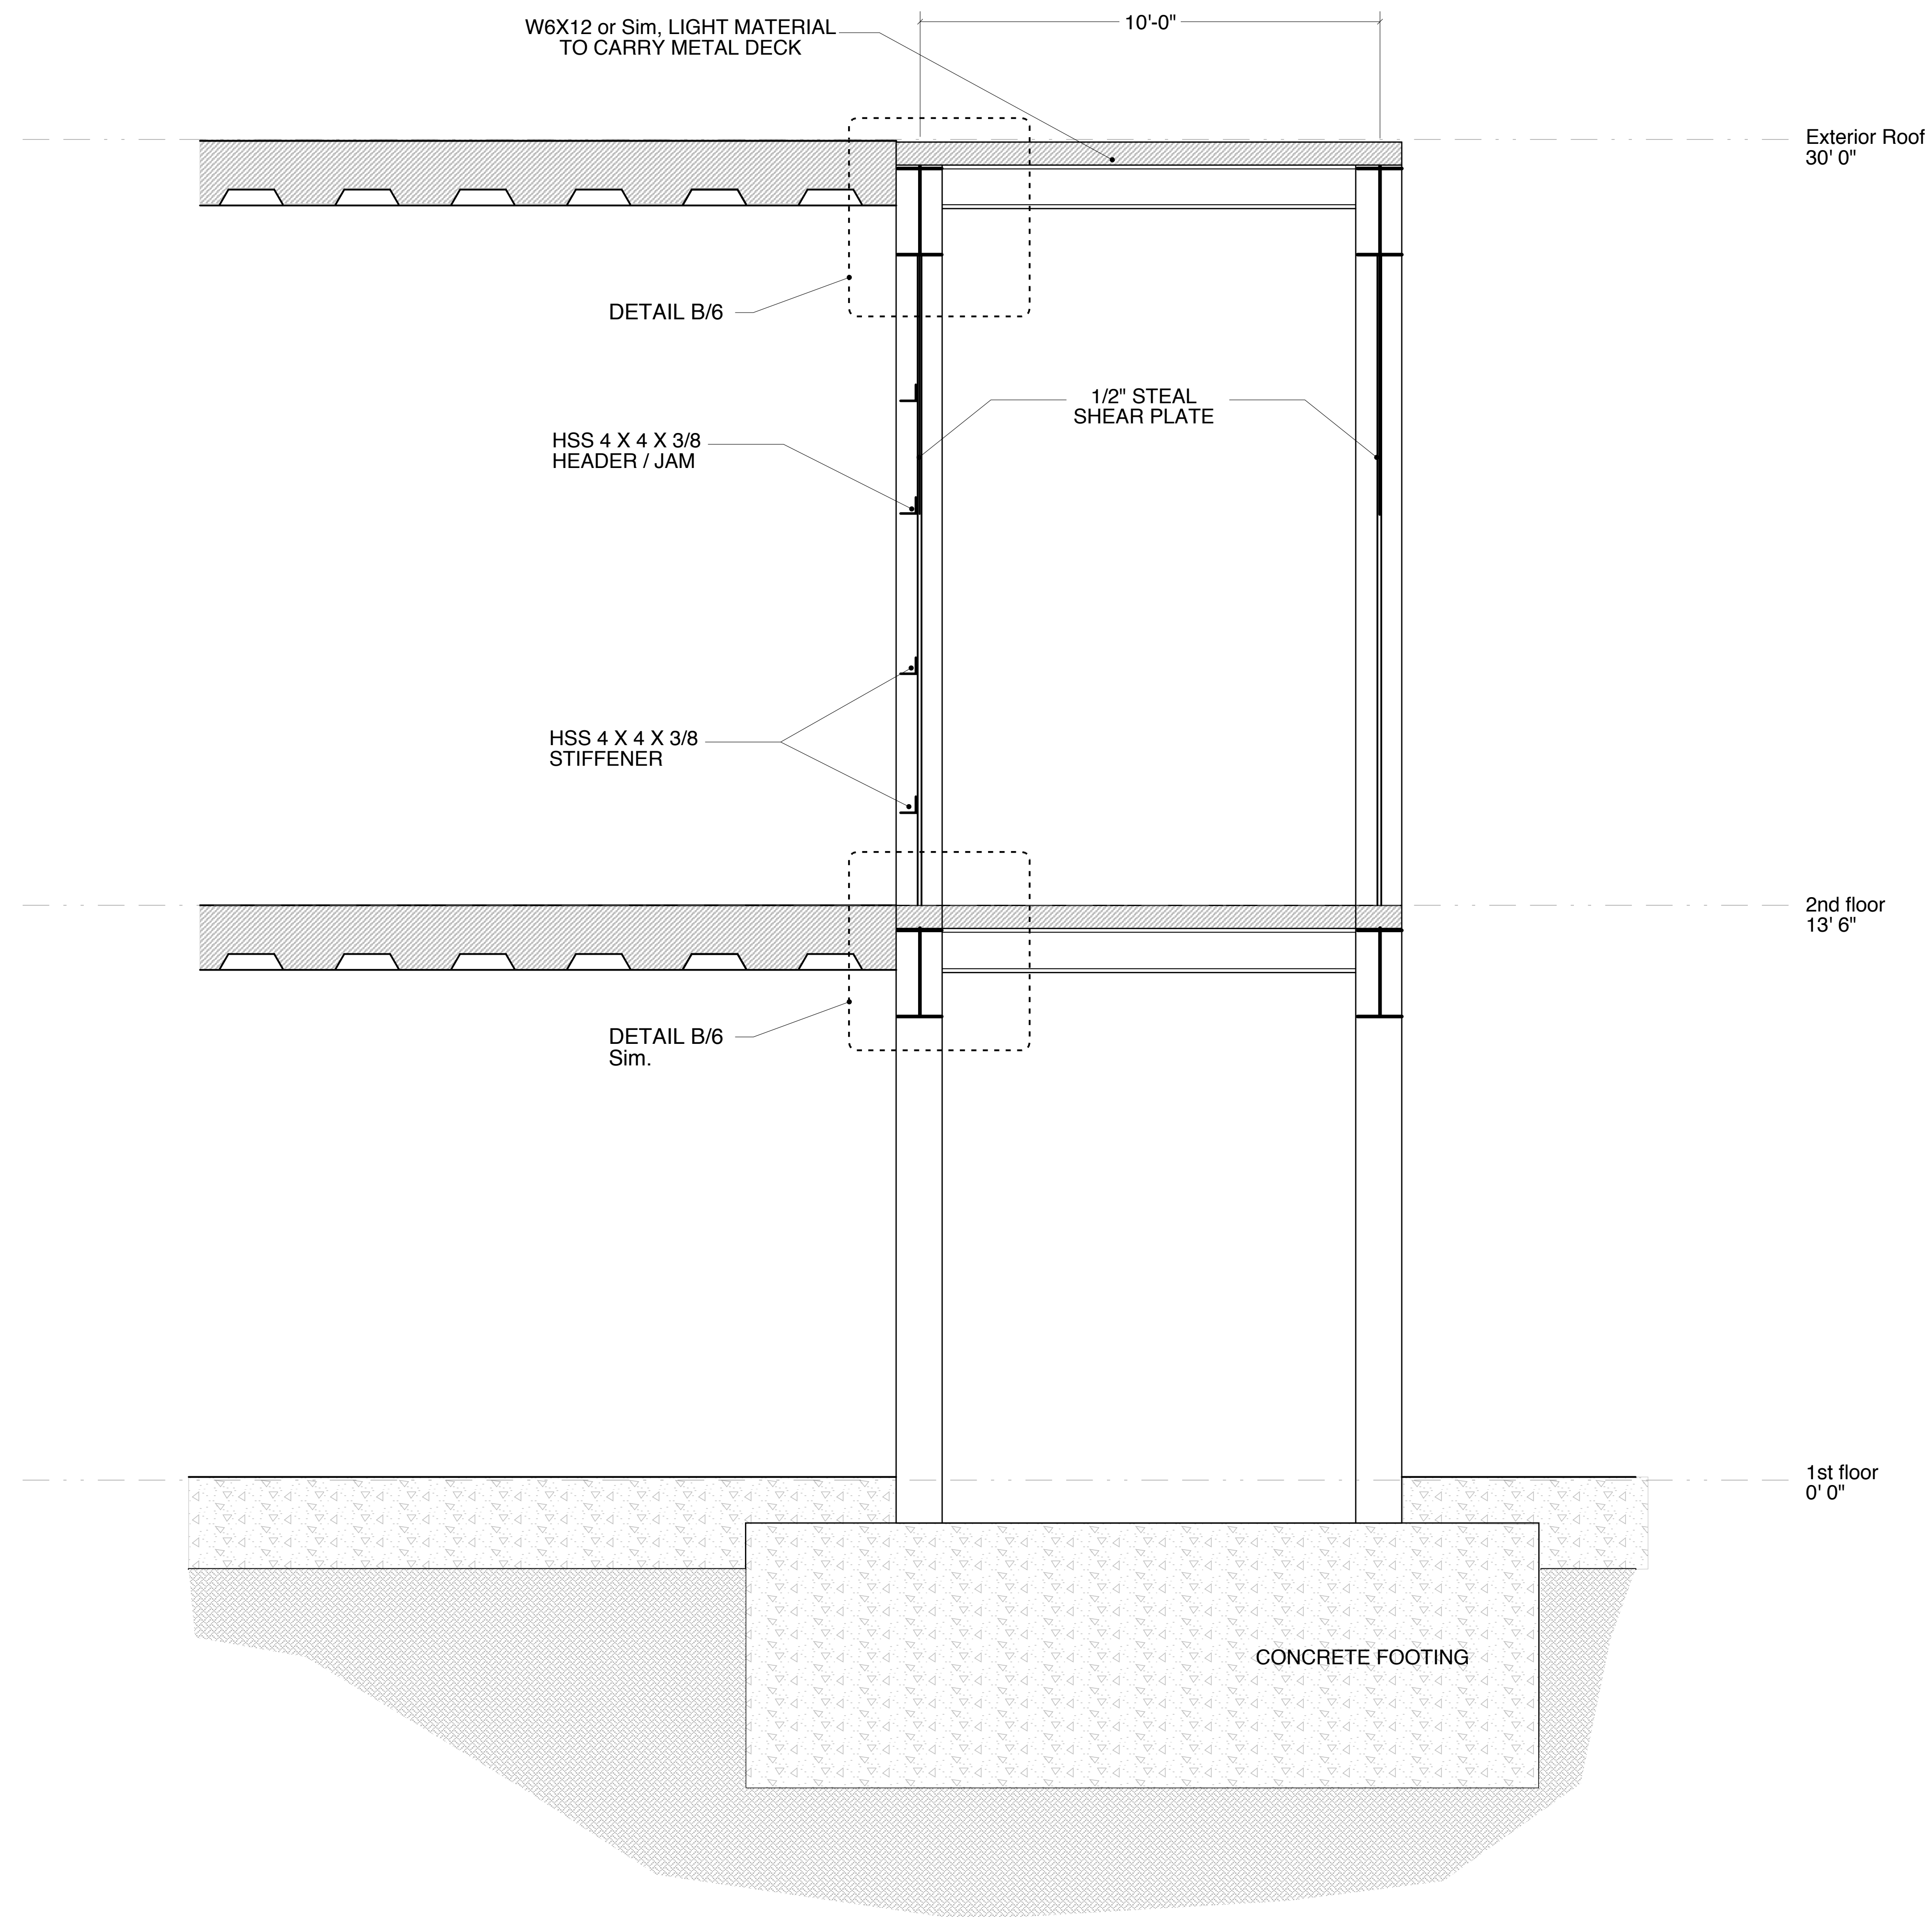 W6X12 or Sim, LIGHT MATERIAL
TO CARRY METAL DECK
10'-0"
Exterior Roof
30' 0"
DETAIL B/6
1/2" STEAL
SHEAR PLATE
HSS 4 X 4 X 3/8
HEADER / JAM
HSS 4 X 4 X 3/8
STIFFENER
2nd floor
13' 6"
DETAIL B/6
Sim.
1st floor
0' 0"
CONCRETE FOOTING